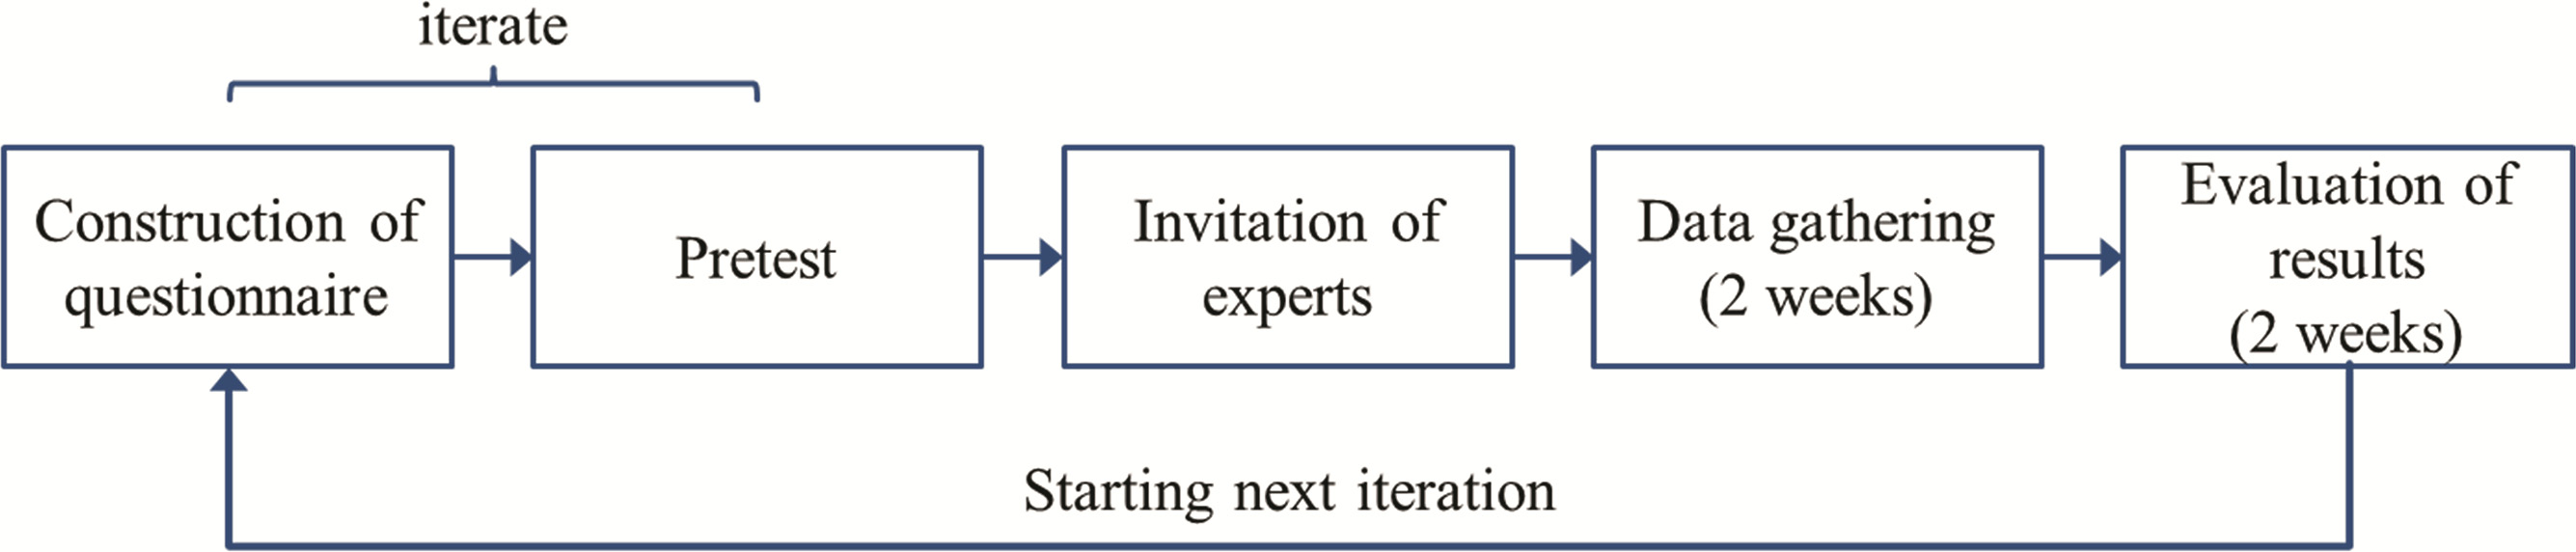 iterate
Construction of
questionnaire
Pretest
Invitation of
experts
Data gathering
(2 weeks)
Evaluation of
results
(2 weeks)
Starting next iteration